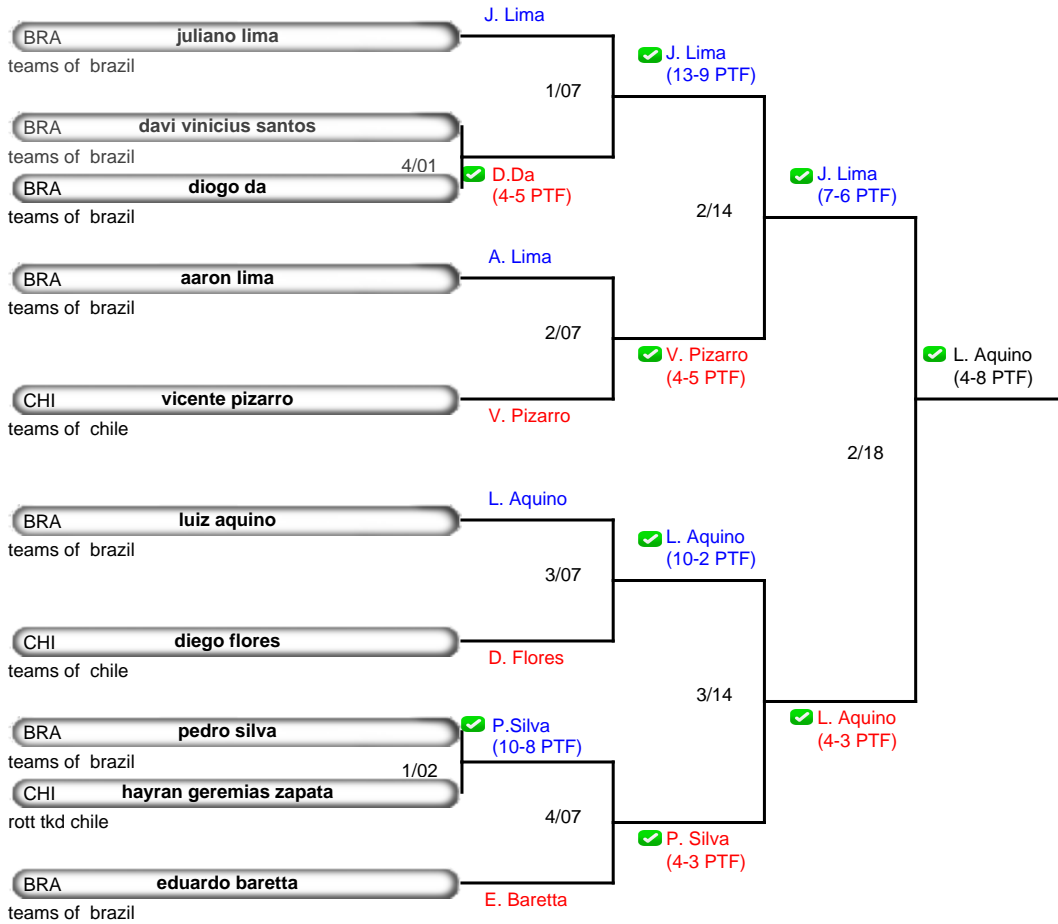 J. Lima
BRA juliano lima
teams of brazil
J. Lima
(13-9 PTF)
1/07
BRA davi vinicius santos
teams of brazil
4/01
BRA diogo da
teams of brazil
D.Da
(4-5 PTF)
J. Lima
(7-6 PTF)
2/14
A. Lima
BRA aaron lima
teams of brazil
2/07
V. Pizarro
(4-5 PTF)
CHI vicente pizarro
teams of chile
V. Pizarro
L. Aquino
(4-8 PTF)
2/18
L. Aquino
BRA luiz aquino
teams of brazil
L. Aquino
(10-2 PTF)
3/07
CHI diego flores
teams of chile
D. Flores
3/14
L. Aquino
(4-3 PTF)
BRA pedro silva
teams of brazil
P.Silva
(10-8 PTF)
1/02
CHI hayran geremias zapata
rott tkd chile
4/07
P. Silva
(4-3 PTF)
BRA eduardo baretta
teams of brazil
E. Baretta